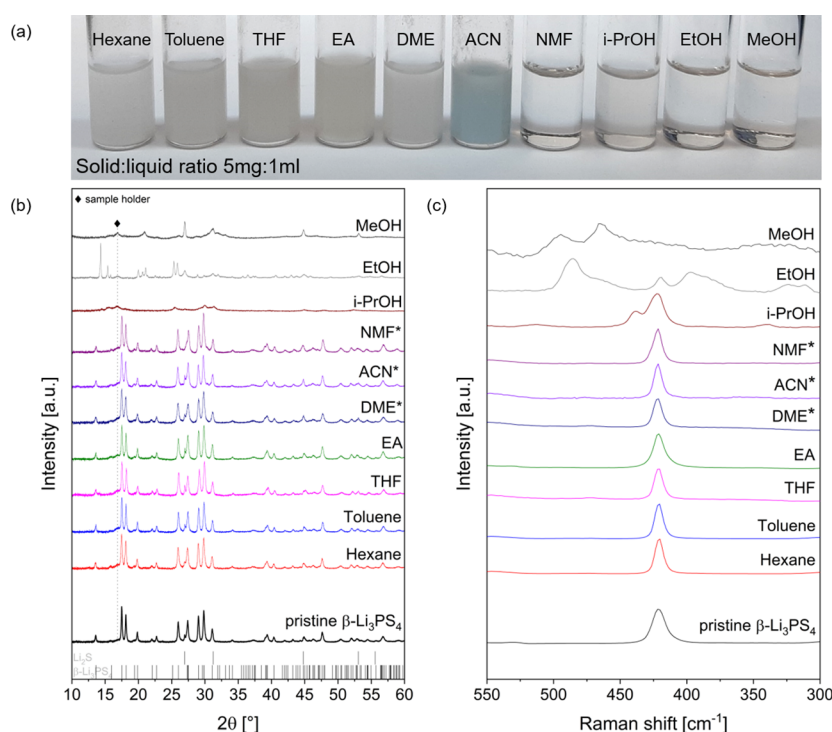 (a)
Hexane Toluene THF EA DME ACN NMF i-PrOH EtOH MeOH
Solid:liquid ratio 5mg:1ml
(b)
♦ sample holder
MeOH
EtOH
i-PrOH
NMF*
ACN*
DME*
EA
THF
Toluene
Hexane
pristine β-Li₃PS₄
Li₂S
β-Li₃PS₄
Intensity [a.u.]
10 15 20 25 30 35 40 45 50 55 60
2θ [°]
(c)
MeOH
EtOH
i-PrOH
NMF*
ACN*
DME*
EA
THF
Toluene
Hexane
pristine β-Li₃PS₄
Intensity [a.u.]
550 500 450 400 350 300
Raman shift [cm⁻¹]